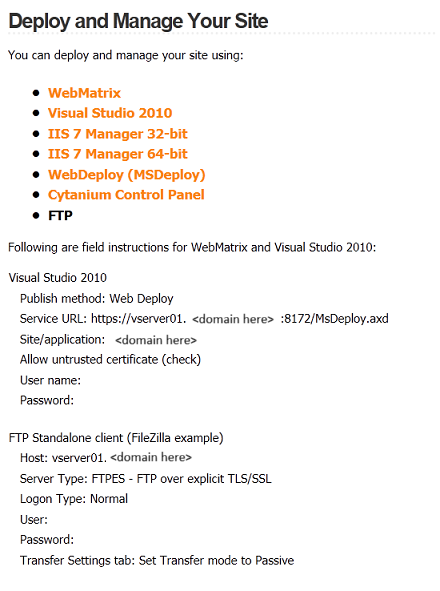 Deploy and Manage Your Site
You can deploy and manage your site using:
WebMatrix
Visual Studio 2010
IIS 7 Manager 32-bit
IIS 7 Manager 64-bit
WebDeploy (MSDeploy)
Cytanium Control Panel
FTP
Following are field instructions for WebMatrix and Visual Studio 2010:
Visual Studio 2010
Publish method: Web Deploy
Service URL: https://vserver01. <domain here> :8172/MsDeploy.axd
Site/application: <domain here>
Allow untrusted certificate (check)
User name:
Password:
FTP Standalone client (FileZilla example)
Host: vserver01. <domain here>
Server Type: FTPES - FTP over explicit TLS/SSL
Logon Type: Normal
User:
Password:
Transfer Settings tab: Set Transfer mode to Passive